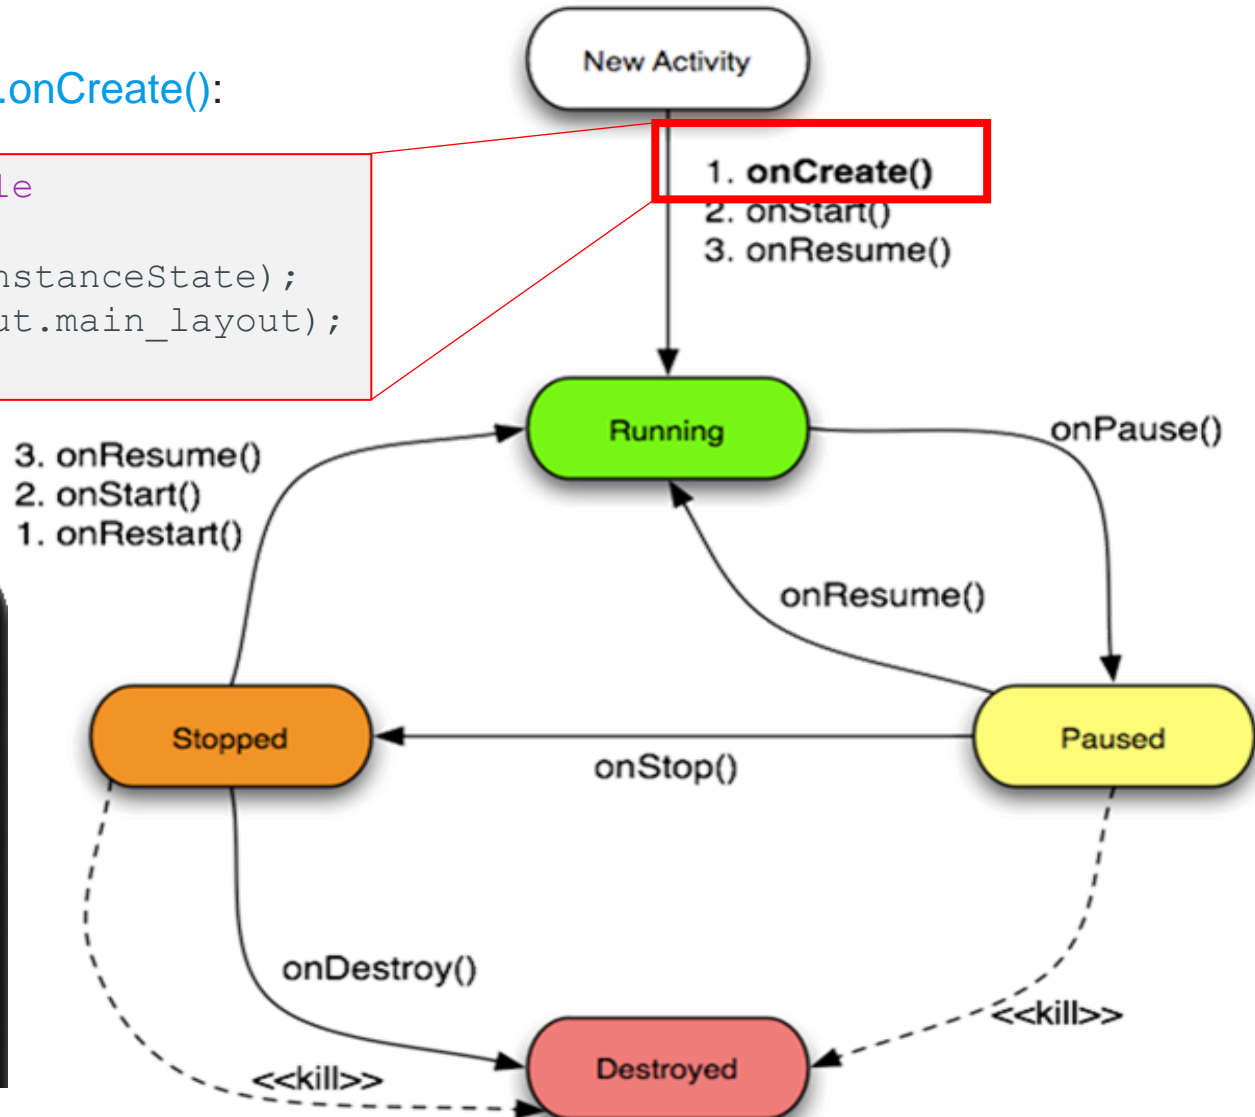 .onCreate():
New Activity
le
nstanceState);
ut.main_layout);
1. onCreate()
2. onStart()
3. onResume()
Running
onPause()
3. onResume()
2. onStart()
1. onRestart()
onResume()
Stopped
onStop()
Paused
onDestroy()
<<kill>>
<<kill>>
Destroyed